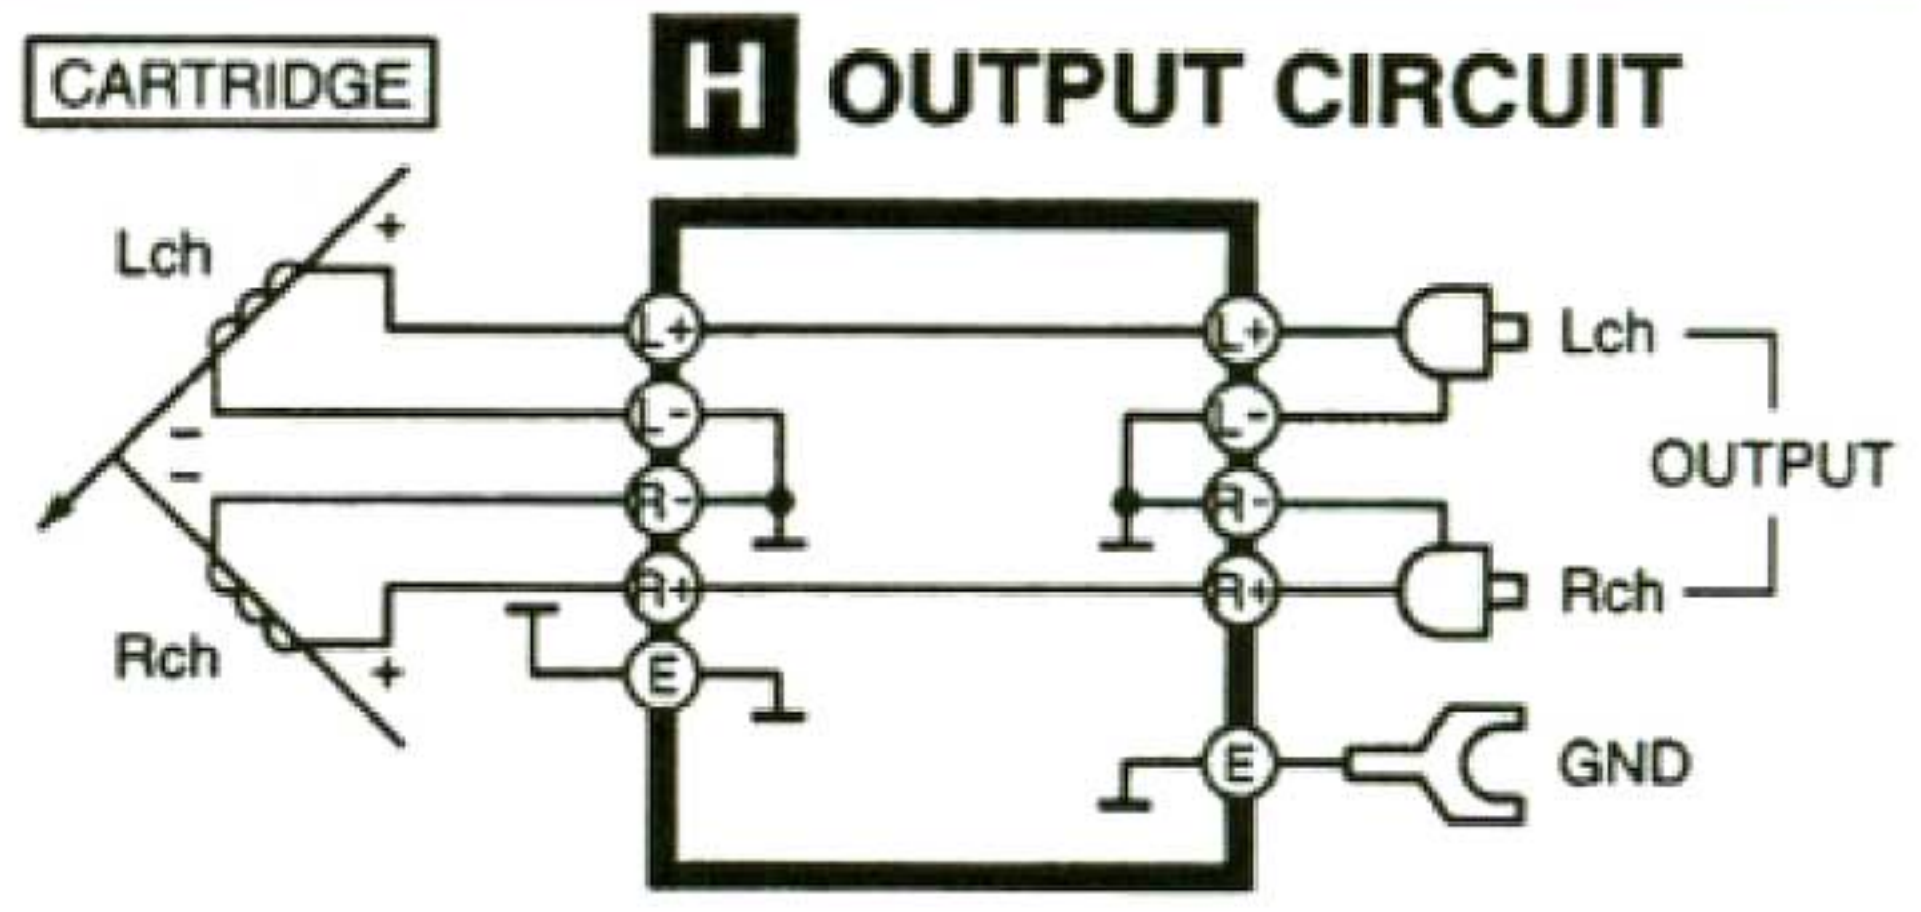 CARTRIDGE
H OUTPUT CIRCUIT
Lch
+
L+
L+
Lch
−
L-
L-
OUTPUT
−
R-
R-
R+
R+
Rch
Rch
+
E
E
GND